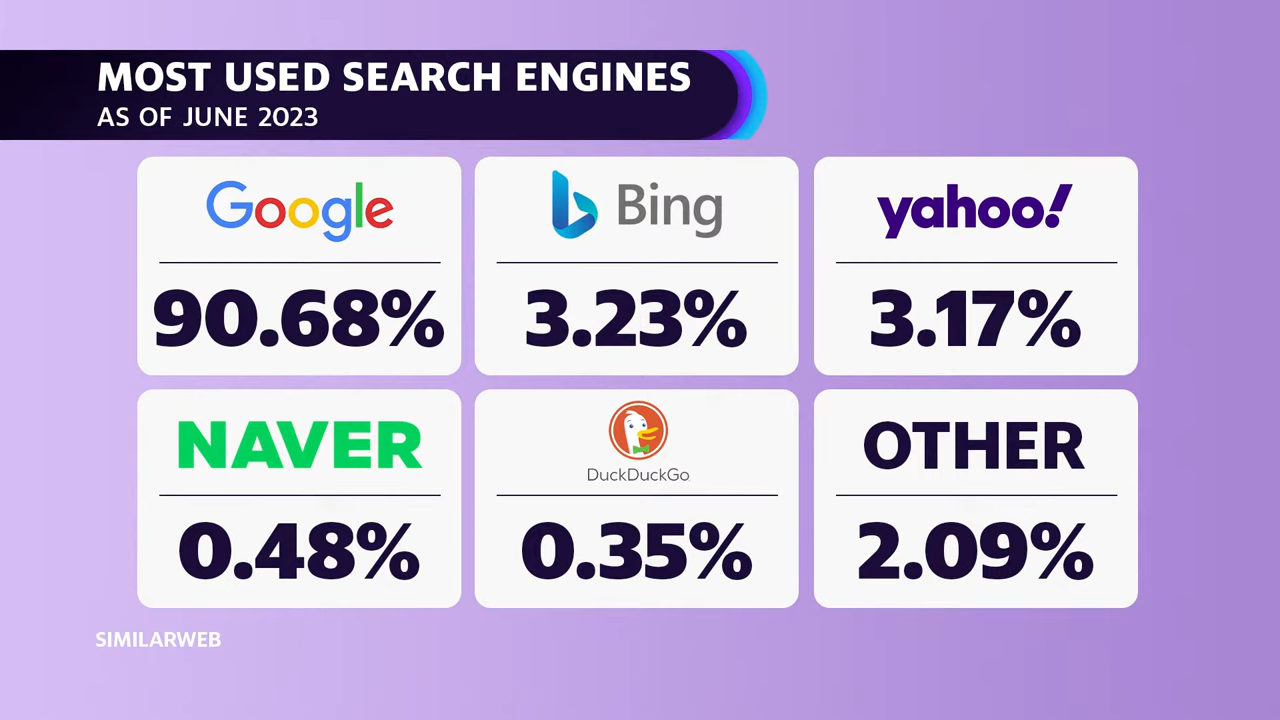 MOST USED SEARCH ENGINES
AS OF JUNE 2023
Google
90.68%
Bing
3.23%
yahoo!
3.17%
NAVER
0.48%
DuckDuckGo
0.35%
OTHER
2.09%
SIMILARWEB